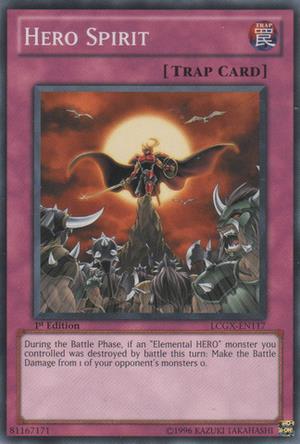 HERO SPIRIT
TRAP
罠
[TRAP CARD]
1st Edition
LCGX-EN117
During the Battle Phase, if an "Elemental HERO" monster you
controlled was destroyed by battle this turn: Make the Battle
Damage from 1 of your opponent's monsters 0.
81167171
©1996 KAZUKI TAKAHASHI